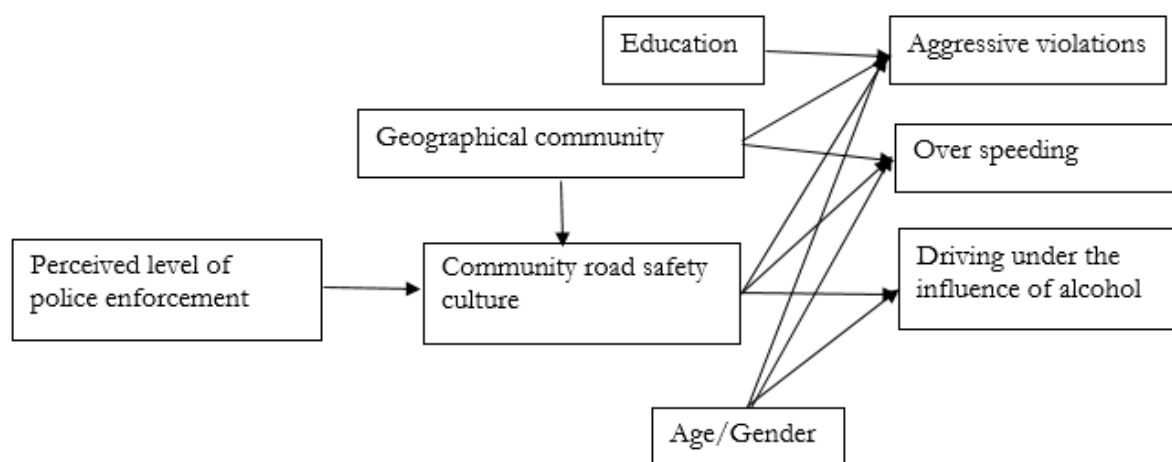 Education
Aggressive violations
Geographical community
Over speeding
Perceived level of
police enforcement
Community road safety
culture
Driving under the
influence of alcohol
Age/Gender